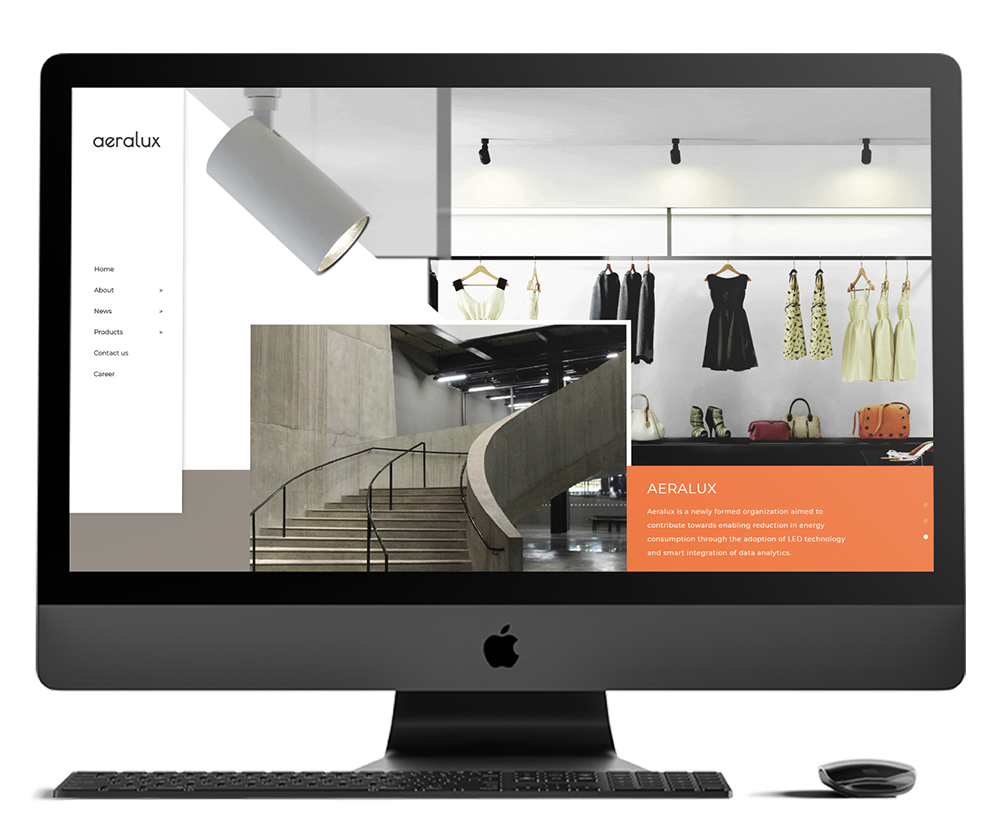 aeralux
Home
About >
News >
Products >
Contact us
Career
AERALUX
Aeralux is a newly formed organization aimed to
contribute towards enabling reduction in energy
consumption through the adoption of LED technology
and smart integration of data analytics.